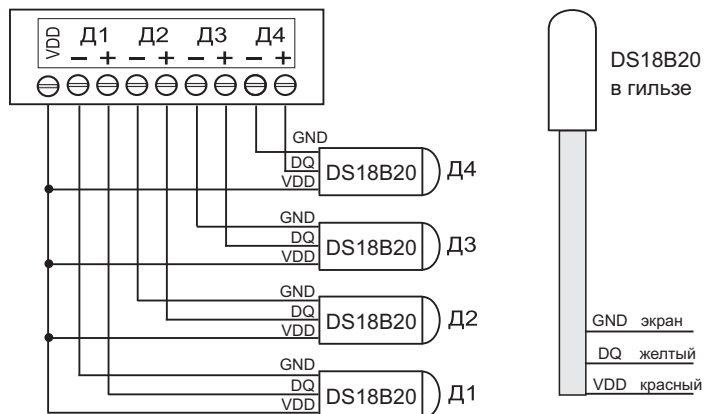 VDD Д1 Д2 Д3 Д4
− + − + − + − +
GND
DQ
VDD
DS18B20 Д4
GND
DQ
VDD
DS18B20 Д3
GND
DQ
VDD
DS18B20 Д2
GND
DQ
VDD
DS18B20 Д1
DS18B20
в гильзе
GND экран
DQ желтый
VDD красный